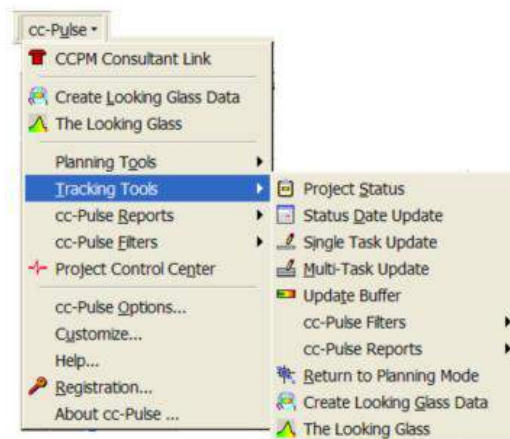 cc-Pulse
CCPM Consultant Link
Create Looking Glass Data
The Looking Glass
Planning Tools
Tracking Tools
cc-Pulse Reports
cc-Pulse Filters
Project Control Center
cc-Pulse Options...
Customize...
Help...
Registration...
About cc-Pulse ...
Project Status
Status Date Update
Single Task Update
Multi-Task Update
Update Buffer
cc-Pulse Filters
cc-Pulse Reports
Return to Planning Mode
Create Looking Glass Data
The Looking Glass